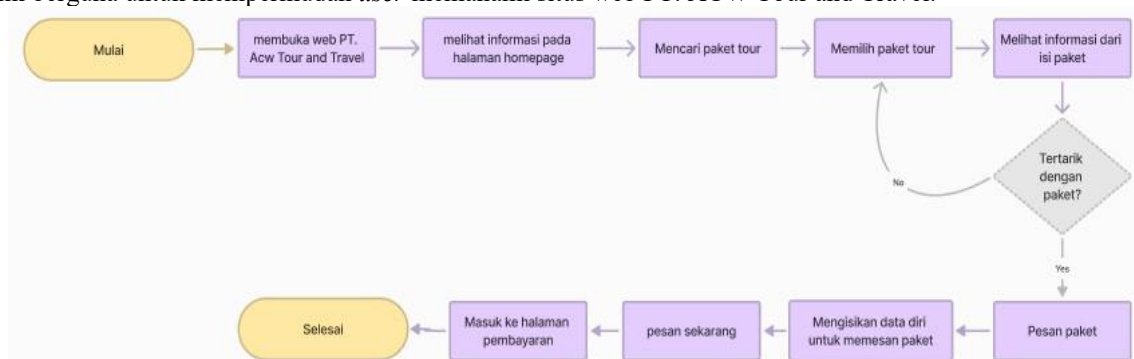 Mulai
membuka web PT.
Acw Tour and Travel
melihat informasi pada
halaman homepage
Mencari paket tour
Memilih paket tour
Melihat informasi dari
isi paket
Tertarik
dengan
paket?
No
Yes
Pesan paket
Mengisikan data diri
untuk memesan paket
pesan sekarang
Masuk ke halaman
pembayaran
Selesai